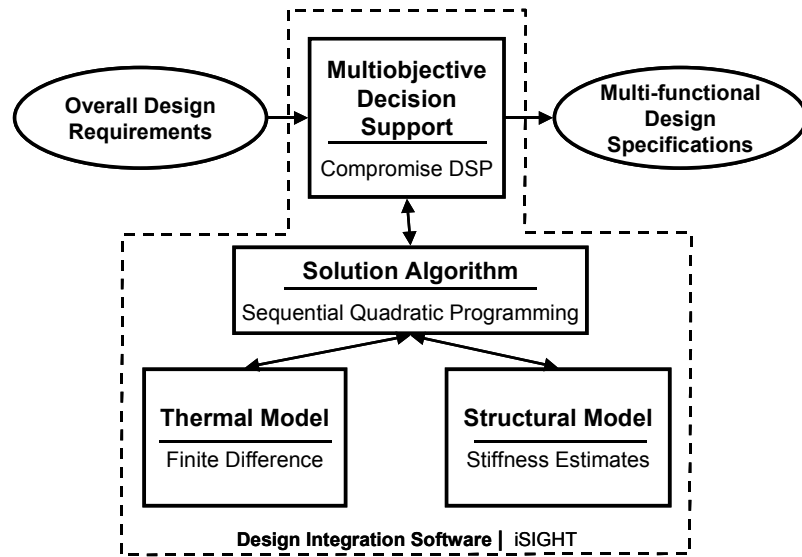 Overall Design
Requirements
Multiobjective
Decision
Support
Compromise DSP
Multi-functional
Design
Specifications
Solution Algorithm
Sequential Quadratic Programming
Thermal Model
Finite Difference
Structural Model
Stiffness Estimates
Design Integration Software | iSIGHT